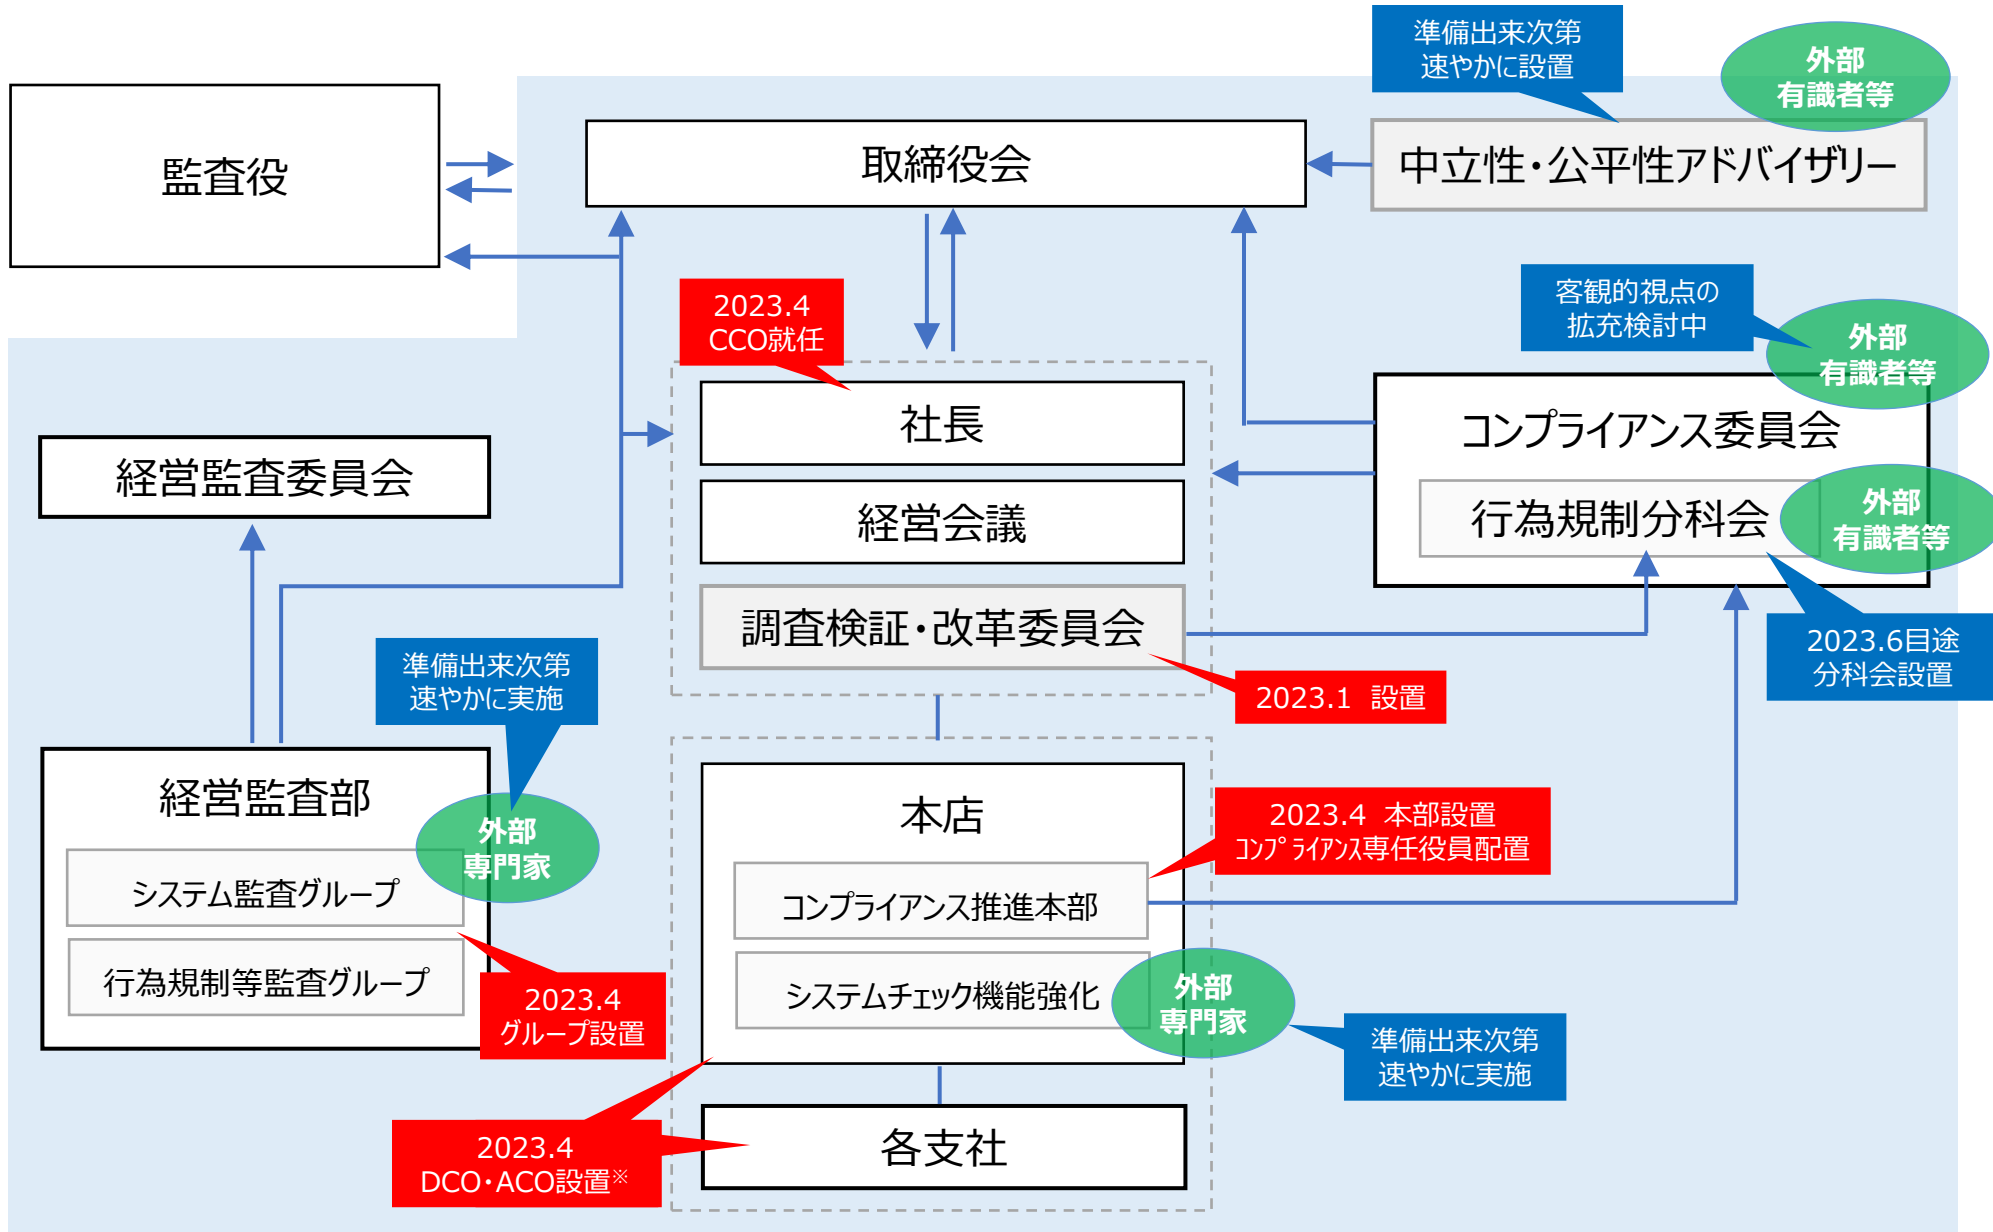 準備出来次第
速やかに設置
外部
有識者等
監査役
取締役会
中立性・公平性アドバイザリー
2023.4
CCO就任
客観的視点の
拡充検討中
外部
有識者等
社長
コンプライアンス委員会
経営監査委員会
経営会議
行為規制分科会
外部
有識者等
調査検証・改革委員会
2023.6目途
分科会設置
準備出来次第
速やかに実施
2023.1 設置
経営監査部
外部
専門家
システム監査グループ
行為規制等監査グループ
2023.4
グループ設置
本店
2023.4 本部設置
コンプライアンス専任役員配置
コンプライアンス推進本部
システムチェック機能強化
外部
専門家
準備出来次第
速やかに実施
2023.4
DCO・ACO設置※
各支社